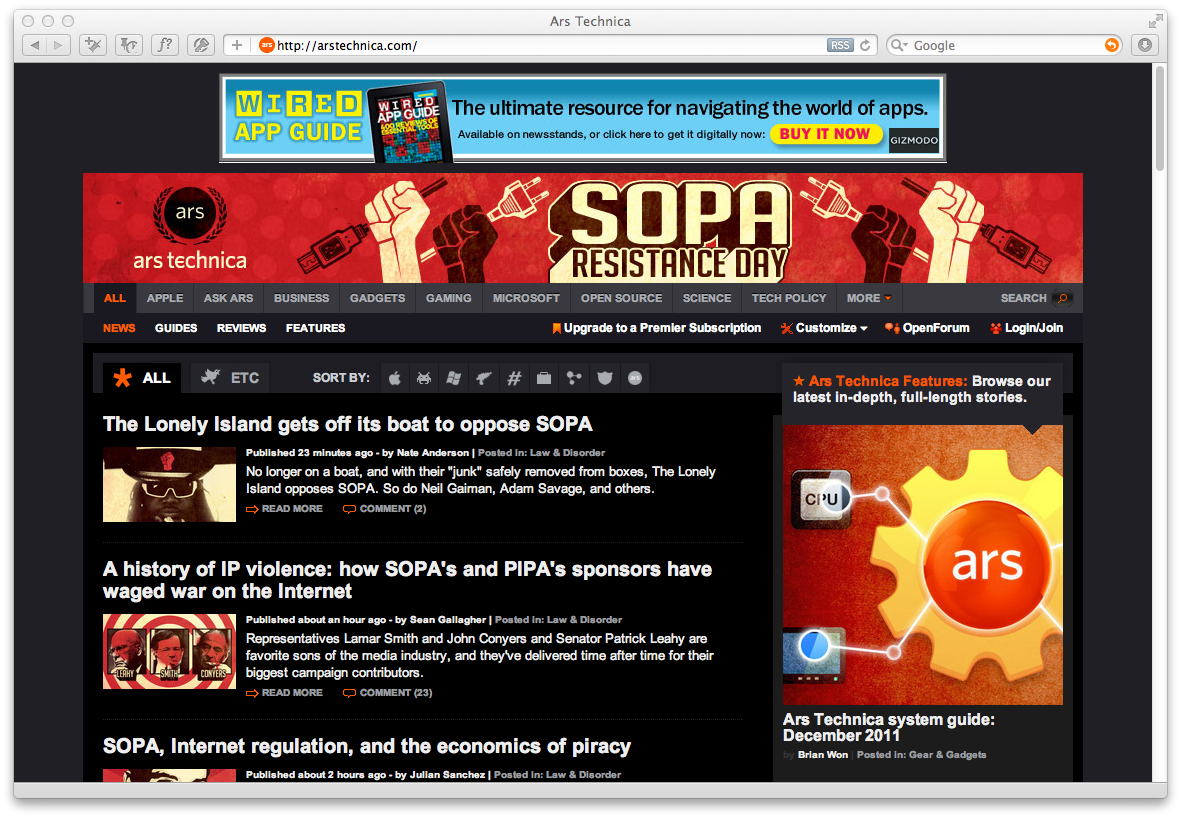 Ars Technica
f?
ars http://arstechnica.com/ RSS Google
WIRED
APP GUIDE
WIRED
APP GUIDE
400 REVIEWS OF
ESSENTIAL TOOLS
The ultimate resource for navigating the world of apps.
Available on newsstands, or click here to get it digitally now: BUY IT NOW GIZMODO
ars
ars technica
SOPA
RESISTANCE DAY
ALL APPLE ASK ARS BUSINESS GADGETS GAMING MICROSOFT OPEN SOURCE SCIENCE TECH POLICY MORE SEARCH
NEWS GUIDES REVIEWS FEATURES Upgrade to a Premier Subscription Customize OpenForum Login/Join
ALL ETC SORT BY: # ars
The Lonely Island gets off its boat to oppose SOPA
Published 23 minutes ago - by Nate Anderson | Posted in: Law & Disorder
No longer on a boat, and with their "junk" safely removed from boxes, The Lonely
Island opposes SOPA. So do Neil Gaiman, Adam Savage, and others.
READ MORE COMMENT (2)
A history of IP violence: how SOPA's and PIPA's sponsors have
waged war on the Internet
LEAHY SMITH CONYERS
Published about an hour ago - by Sean Gallagher | Posted in: Law & Disorder
Representatives Lamar Smith and John Conyers and Senator Patrick Leahy are
favorite sons of the media industry, and they've delivered time after time for their
biggest campaign contributors.
READ MORE COMMENT (23)
SOPA, Internet regulation, and the economics of piracy
Published about 2 hours ago - by Julian Sanchez | Posted in: Law & Disorder
★ Ars Technica Features: Browse our
latest in-depth, full-length stories.
CPU
ars
Ars Technica system guide:
December 2011
by Brian Won | Posted in: Gear & Gadgets